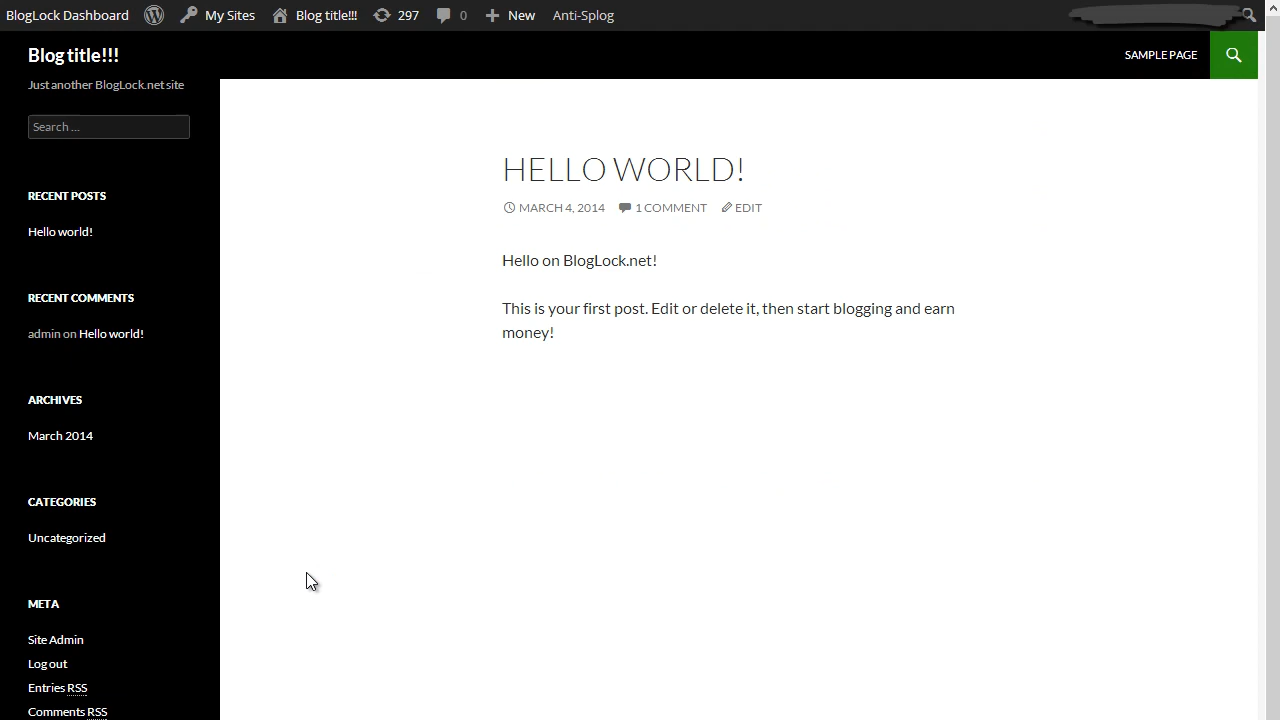 BlogLock Dashboard My Sites Blog title!!! 297 0 New Anti-Splog
Blog title!!!
SAMPLE PAGE
Just another BlogLock.net site
Search ...
RECENT POSTS
Hello world!
RECENT COMMENTS
admin on Hello world!
ARCHIVES
March 2014
CATEGORIES
Uncategorized
META
Site Admin
Log out
Entries RSS
Comments RSS
HELLO WORLD!
MARCH 4, 2014 1 COMMENT EDIT
Hello on BlogLock.net!
This is your first post. Edit or delete it, then start blogging and earn
money!